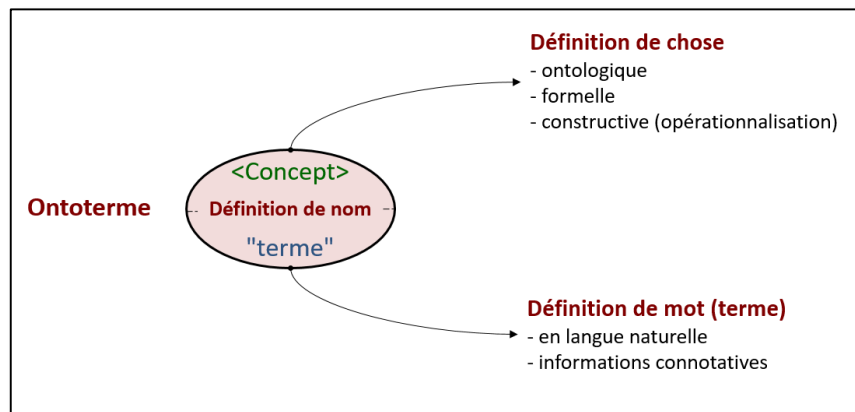 Définition de chose
- ontologique
- formelle
- constructive (opérationnalisation)
<Concept>
Ontoterme
Définition de nom
"terme"
Définition de mot (terme)
- en langue naturelle
- informations connotatives